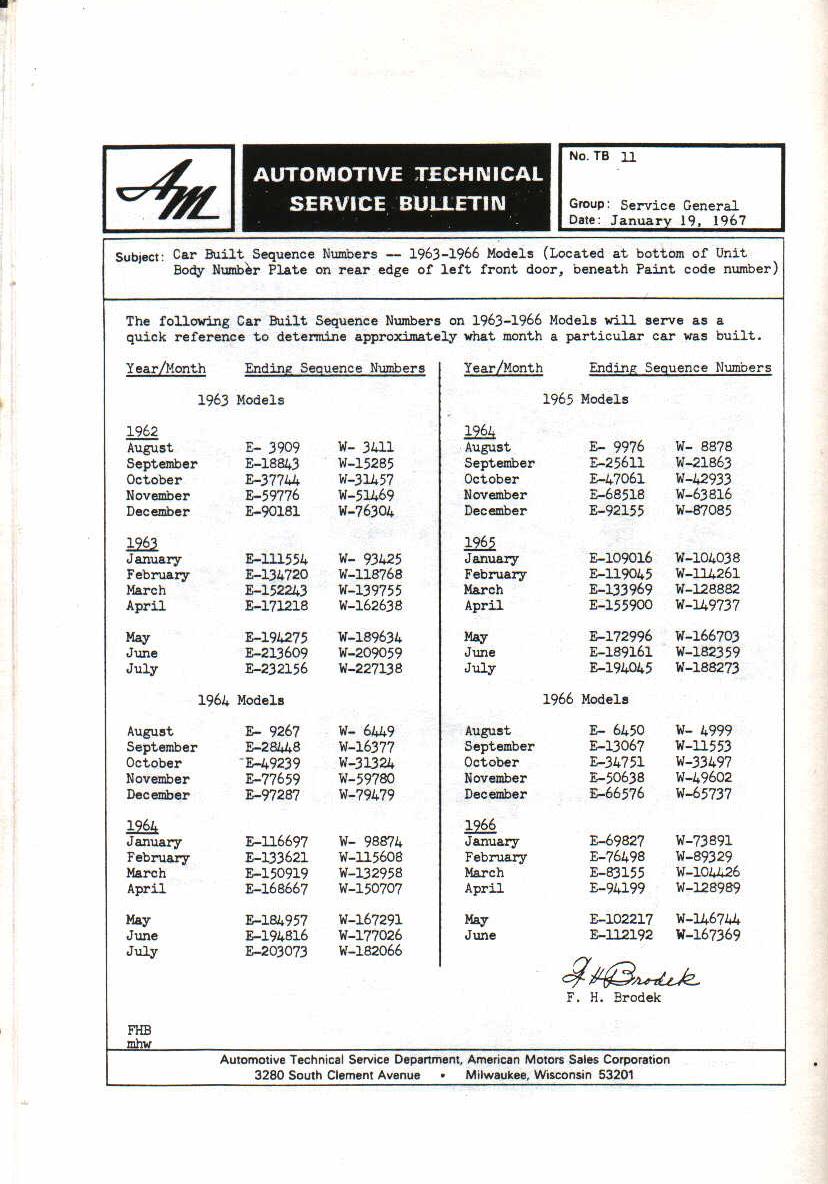 AM
AUTOMOTIVE TECHNICAL
SERVICE BULLETIN
No. TB 11
Group: Service General
Date: January 19, 1967
Subject: Car Built Sequence Numbers -- 1963-1966 Models (Located at bottom of Unit
Body Number Plate on rear edge of left front door, beneath Paint code number)
The following Car Built Sequence Numbers on 1963-1966 Models will serve as a
quick reference to determine approximately what month a particular car was built.
Year/Month Ending Sequence Numbers
1963 Models
1962
August E- 3909 W- 3411
September E-18843 W-15285
October E-37744 W-31457
November E-59776 W-51469
December E-90181 W-76304
1963
January E-111554 W- 93425
February E-134720 W-118768
March E-152243 W-139755
April E-171218 W-162638
May E-194275 W-189634
June E-213609 W-209059
July E-232156 W-227138
1964 Models
August E- 9267 W- 6449
September E-28448 W-16377
October E-49239 W-31324
November E-77659 W-59780
December E-97287 W-79479
1964
January E-116697 W- 98874
February E-133621 W-115608
March E-150919 W-132958
April E-168667 W-150707
May E-184957 W-167291
June E-194816 W-177026
July E-203073 W-182066
Year/Month Ending Sequence Numbers
1965 Models
1964
August E- 9976 W- 8878
September E-25611 W-21863
October E-47061 W-42933
November E-68518 W-63816
December E-92155 W-87085
1965
January E-109016 W-104038
February E-119045 W-114261
March E-133969 W-128882
April E-155900 W-149737
May E-172996 W-166703
June E-189161 W-182359
July E-194045 W-188273
1966 Models
August E- 6450 W- 4999
September E-13067 W-11553
October E-34751 W-33497
November E-50638 W-49602
December E-66576 W-65737
1966
January E-69827 W-73891
February E-76498 W-89329
March E-83155 W-104426
April E-94199 W-128989
May E-102217 W-146744
June E-112192 W-167369
F H Brodek
F. H. Brodek
FHB
mhw
Automotive Technical Service Department, American Motors Sales Corporation
3280 South Clement Avenue • Milwaukee, Wisconsin 53201